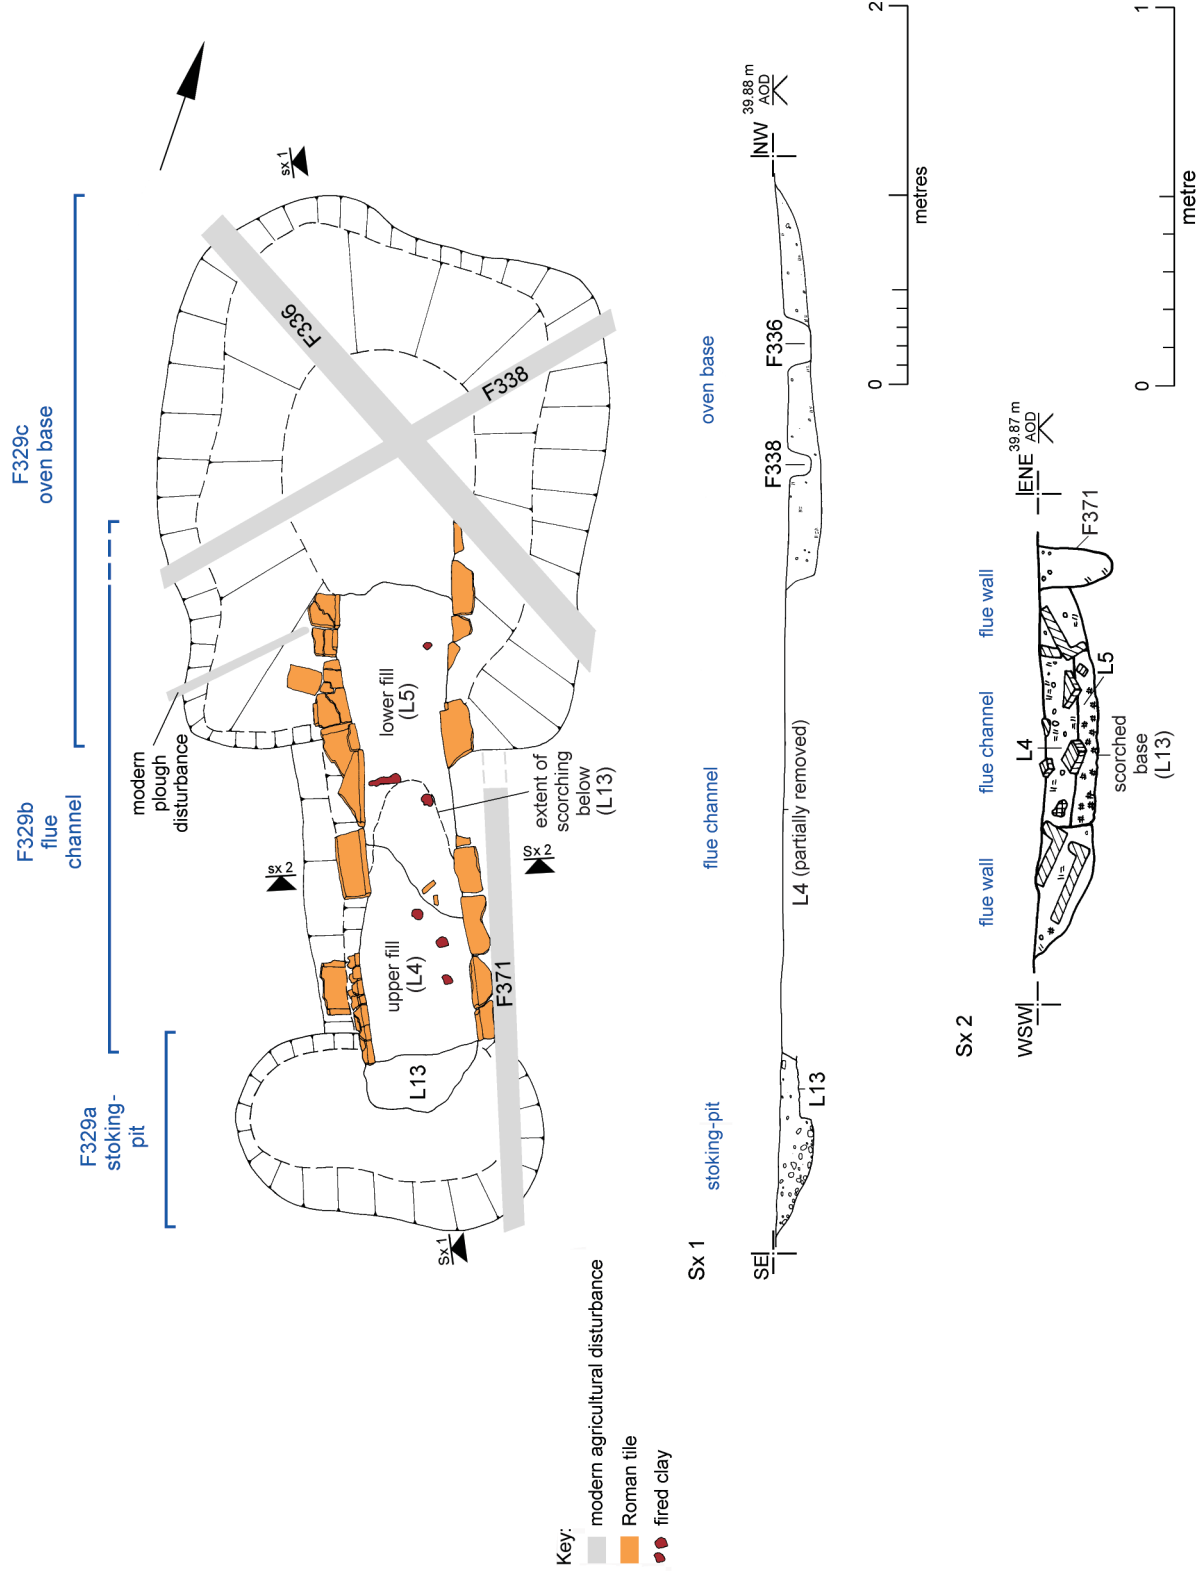 F329a
stoking-
pit
F329b
flue
channel
F329c
oven base
modern
plough
disturbance
sx 1
Sx 1
sx 2
Sx 2
F336
F338
F371
L13
upper fill
(L4)
lower fill
(L5)
extent of
scorching
below
(L13)
Key:
modern agricultural disturbance
Roman tile
fired clay
Sx 1
SE
NW
39.88 m
AOD
stoking-pit
flue channel
oven base
L13
L4 (partially removed)
F338
F336
0
2
metres
Sx 2
WSW
ENE
39.87 m
AOD
flue wall
flue channel
flue wall
L4
L5
F371
scorched
base
(L13)
0
1
metre